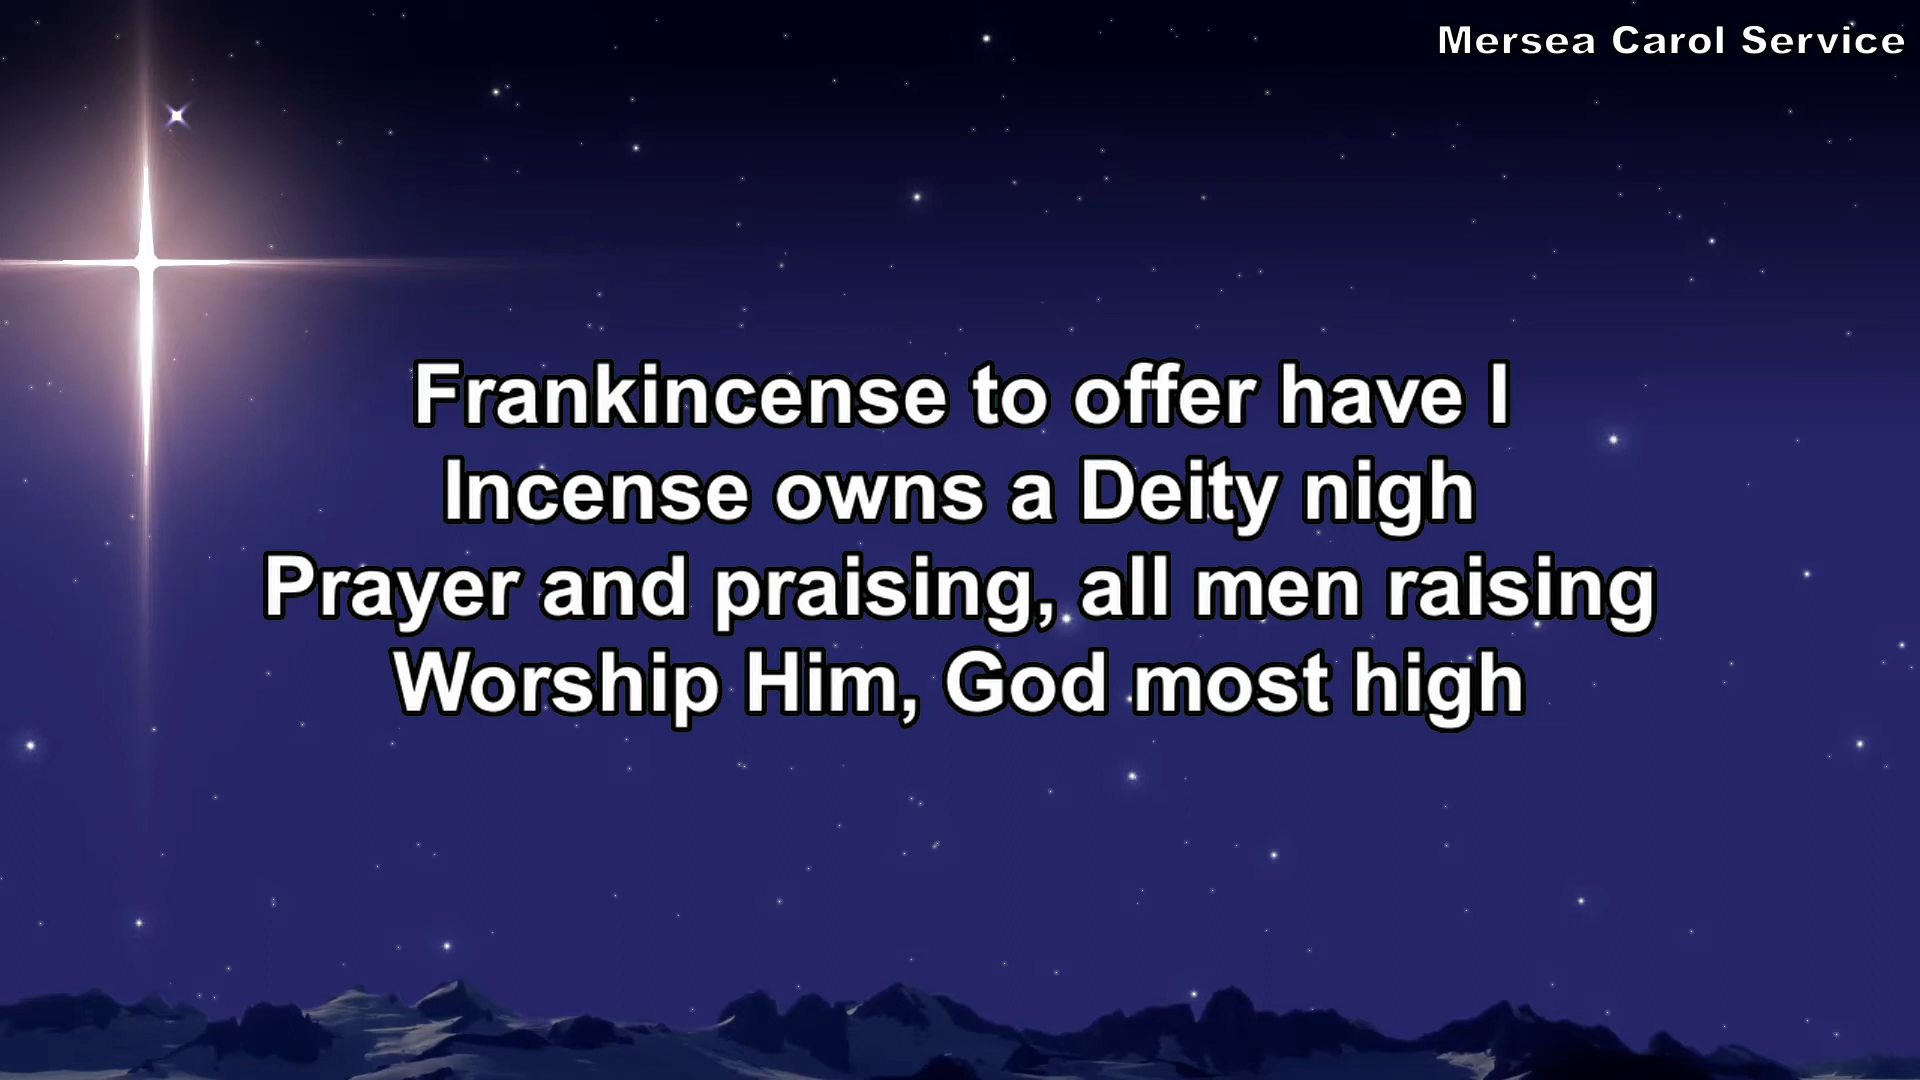 Mersea Carol Service
Frankincense to offer have I
Incense owns a Deity nigh
Prayer and praising, all men raising
Worship Him, God most high